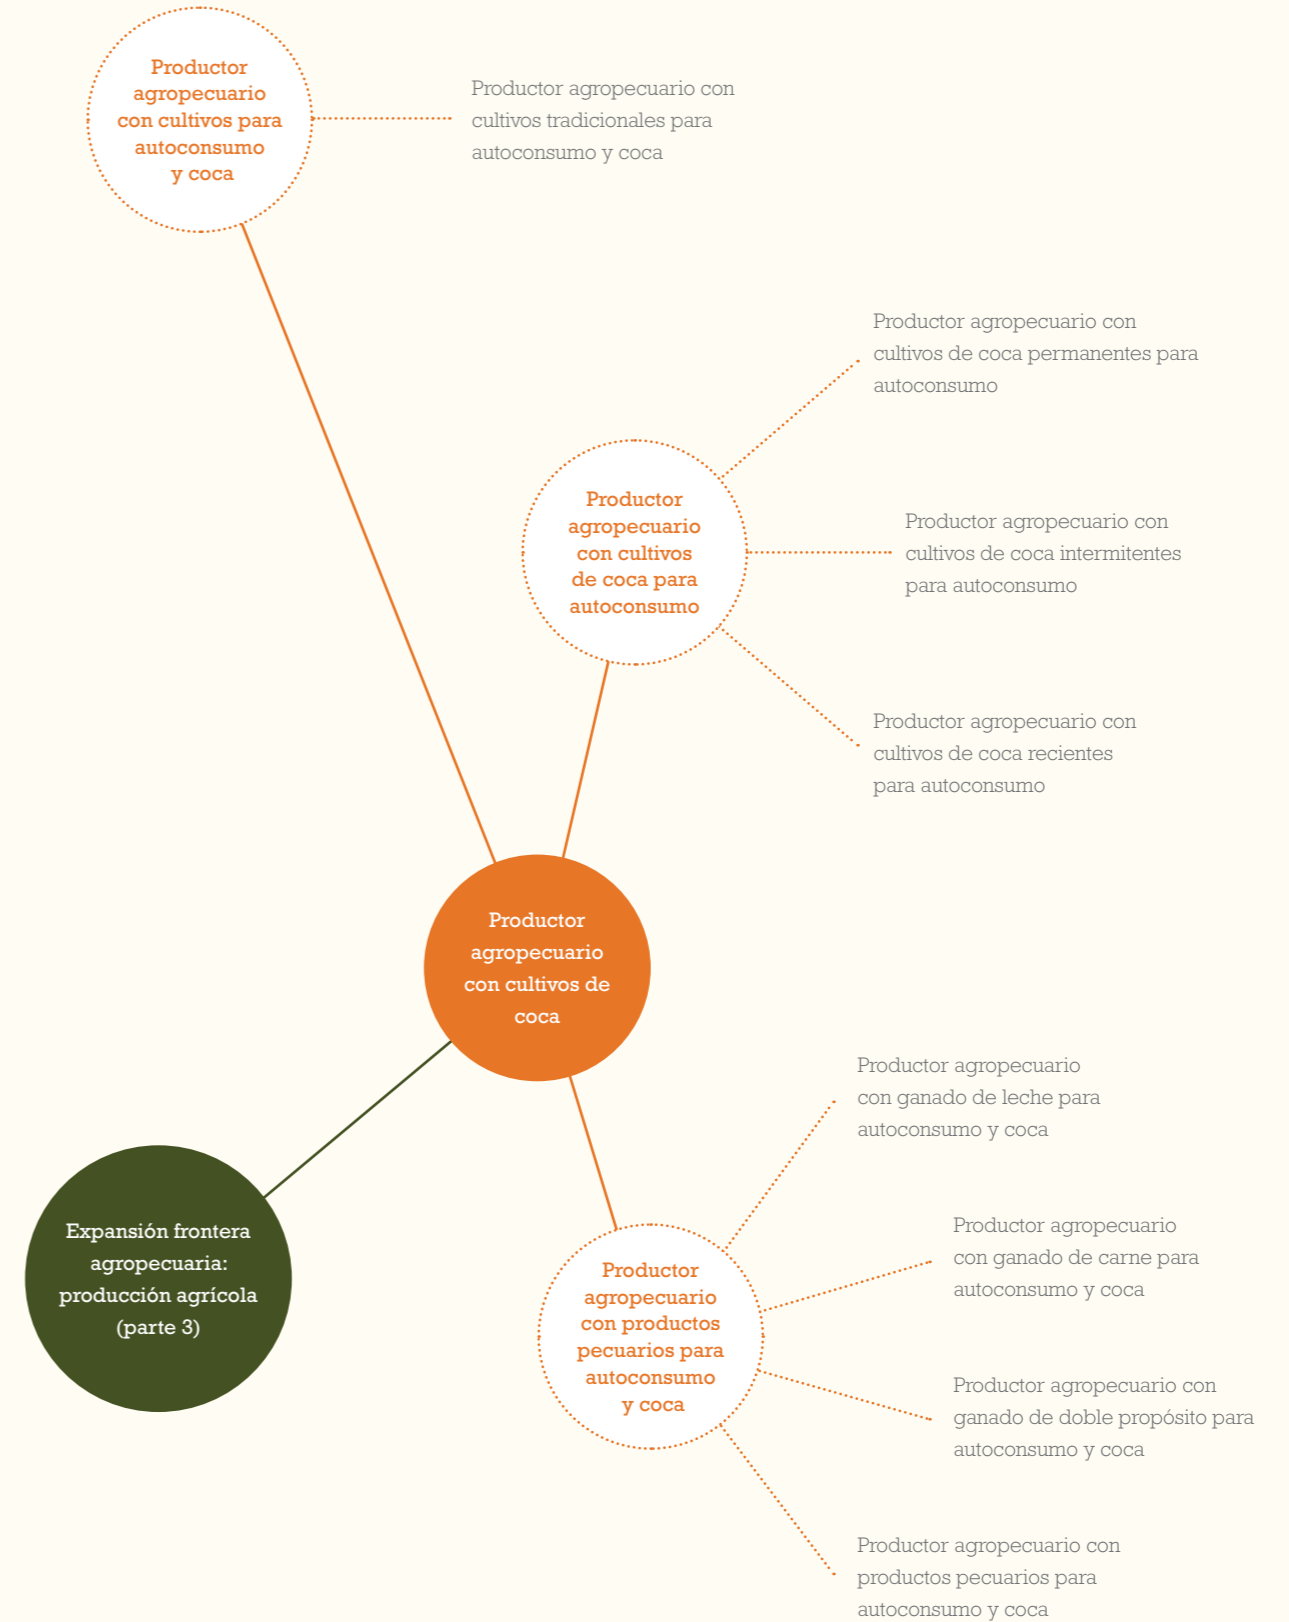 Productor
agropecuario
con cultivos para
autoconsumo
y coca
Productor agropecuario con
cultivos tradicionales para
autoconsumo y coca
Productor agropecuario con
cultivos de coca permanentes para
autoconsumo
Productor
agropecuario
con cultivos
de coca para
autoconsumo
Productor agropecuario con
cultivos de coca intermitentes
para autoconsumo
Productor agropecuario con
cultivos de coca recientes
para autoconsumo
Productor
agropecuario
con cultivos de
coca
Expansión frontera
agropecuaria:
producción agrícola
(parte 3)
Productor
agropecuario
con productos
pecuarios para
autoconsumo
y coca
Productor agropecuario
con ganado de leche para
autoconsumo y coca
Productor agropecuario
con ganado de carne para
autoconsumo y coca
Productor agropecuario con
ganado de doble propósito para
autoconsumo y coca
Productor agropecuario con
productos pecuarios para
autoconsumo y coca